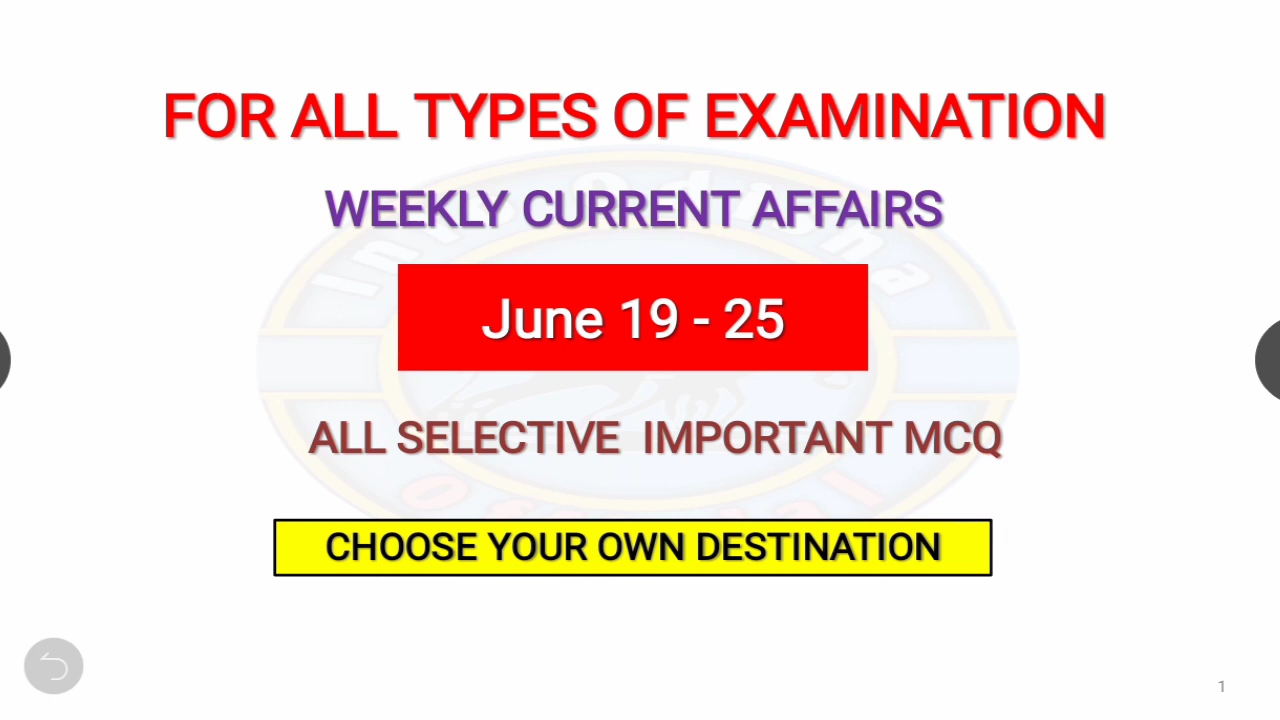 FOR ALL TYPES OF EXAMINATION
WEEKLY CURRENT AFFAIRS
June 19 - 25
ALL SELECTIVE IMPORTANT MCQ
CHOOSE YOUR OWN DESTINATION
1